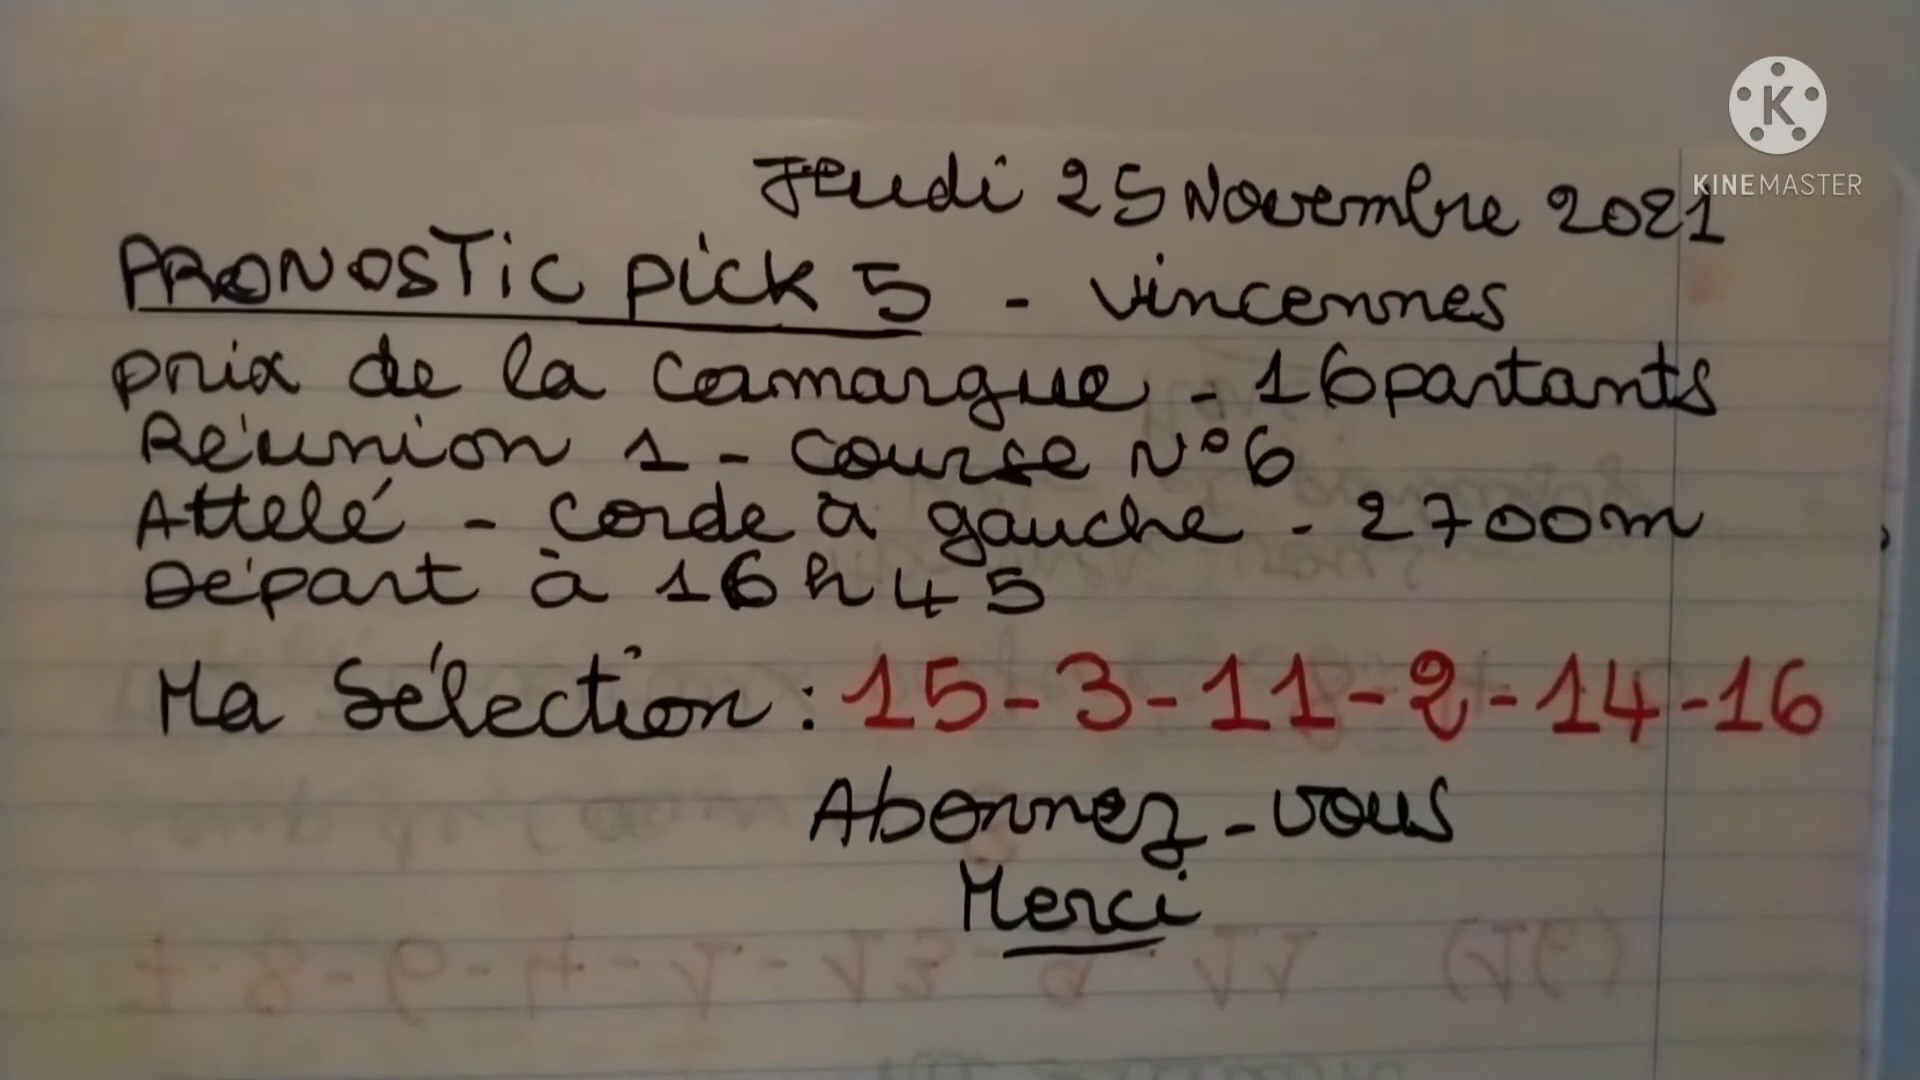 KINEMASTER
Jeudi 25 Novembre 2021
PRONOSTIC PICK 5 - Vincennes
prix de la Camargue - 16 partants
Réunion 1 - course N°6
Attelé - Corde à gauche - 2700m
Départ à 16h45
Ma Sélection : 15-3-11-2-14-16
Abonnez-vous
Merci